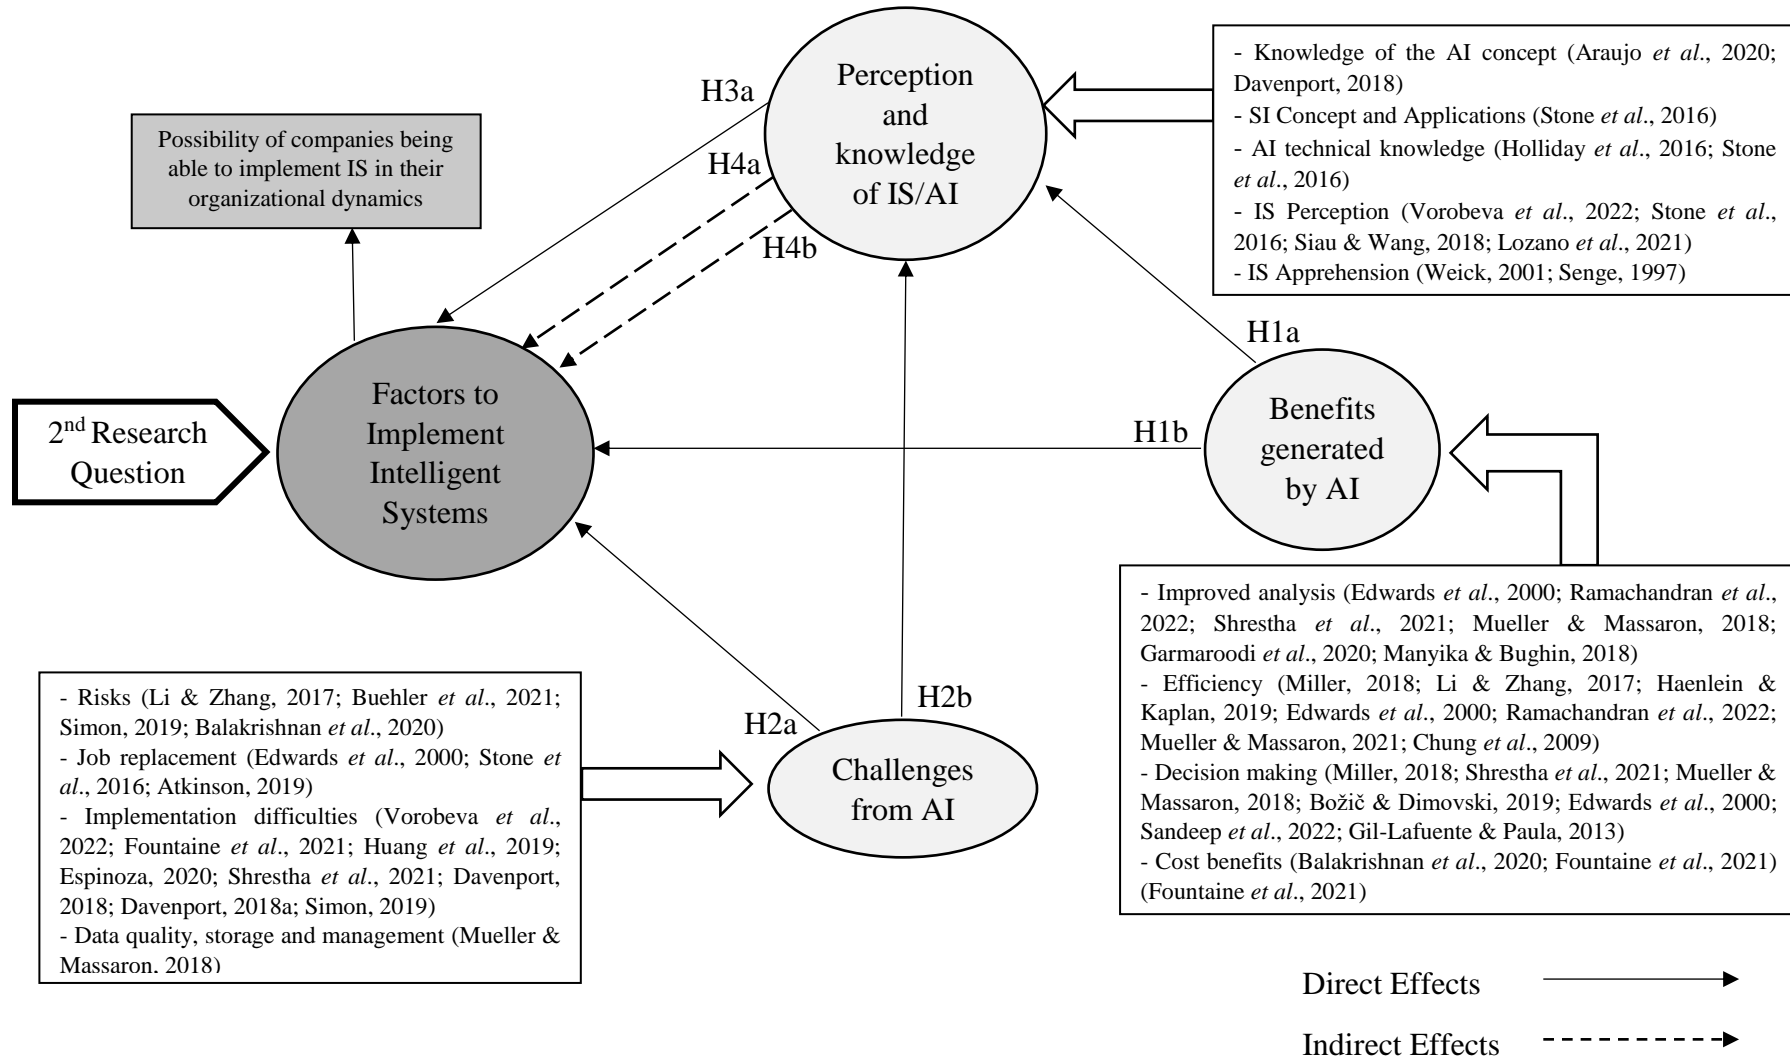 Perception
and
knowledge
of IS/AI
- Knowledge of the AI concept (Araujo et al., 2020;
Davenport, 2018)
- SI Concept and Applications (Stone et al., 2016)
- AI technical knowledge (Holliday et al., 2016; Stone
et al., 2016)
- IS Perception (Vorobeva et al., 2022; Stone et al.,
2016; Siau & Wang, 2018; Lozano et al., 2021)
- IS Apprehension (Weick, 2001; Senge, 1997)
H3a
H4a
H4b
Possibility of companies being
able to implement IS in their
organizational dynamics
H1a
H1b
Benefits
generated
by AI
2nd Research
Question
Factors to
Implement
Intelligent
Systems
- Improved analysis (Edwards et al., 2000; Ramachandran et al.,
2022; Shrestha et al., 2021; Mueller & Massaron, 2018;
Garmaroodi et al., 2020; Manyika & Bughin, 2018)
- Efficiency (Miller, 2018; Li & Zhang, 2017; Haenlein &
Kaplan, 2019; Edwards et al., 2000; Ramachandran et al., 2022;
Mueller & Massaron, 2021; Chung et al., 2009)
- Decision making (Miller, 2018; Shrestha et al., 2021; Mueller &
Massaron, 2018; Božič & Dimovski, 2019; Edwards et al., 2000;
Sandeep et al., 2022; Gil-Lafuente & Paula, 2013)
- Cost benefits (Balakrishnan et al., 2020; Fountaine et al., 2021)
(Fountaine et al., 2021)
- Risks (Li & Zhang, 2017; Buehler et al., 2021;
Simon, 2019; Balakrishnan et al., 2020)
- Job replacement (Edwards et al., 2000; Stone et
al., 2016; Atkinson, 2019)
- Implementation difficulties (Vorobeva et al.,
2022; Fountaine et al., 2021; Huang et al., 2019;
Espinoza, 2020; Shrestha et al., 2021; Davenport,
2018; Davenport, 2018a; Simon, 2019)
- Data quality, storage and management (Mueller &
Massaron, 2018)
H2a
H2b
Challenges
from AI
Direct Effects
Indirect Effects